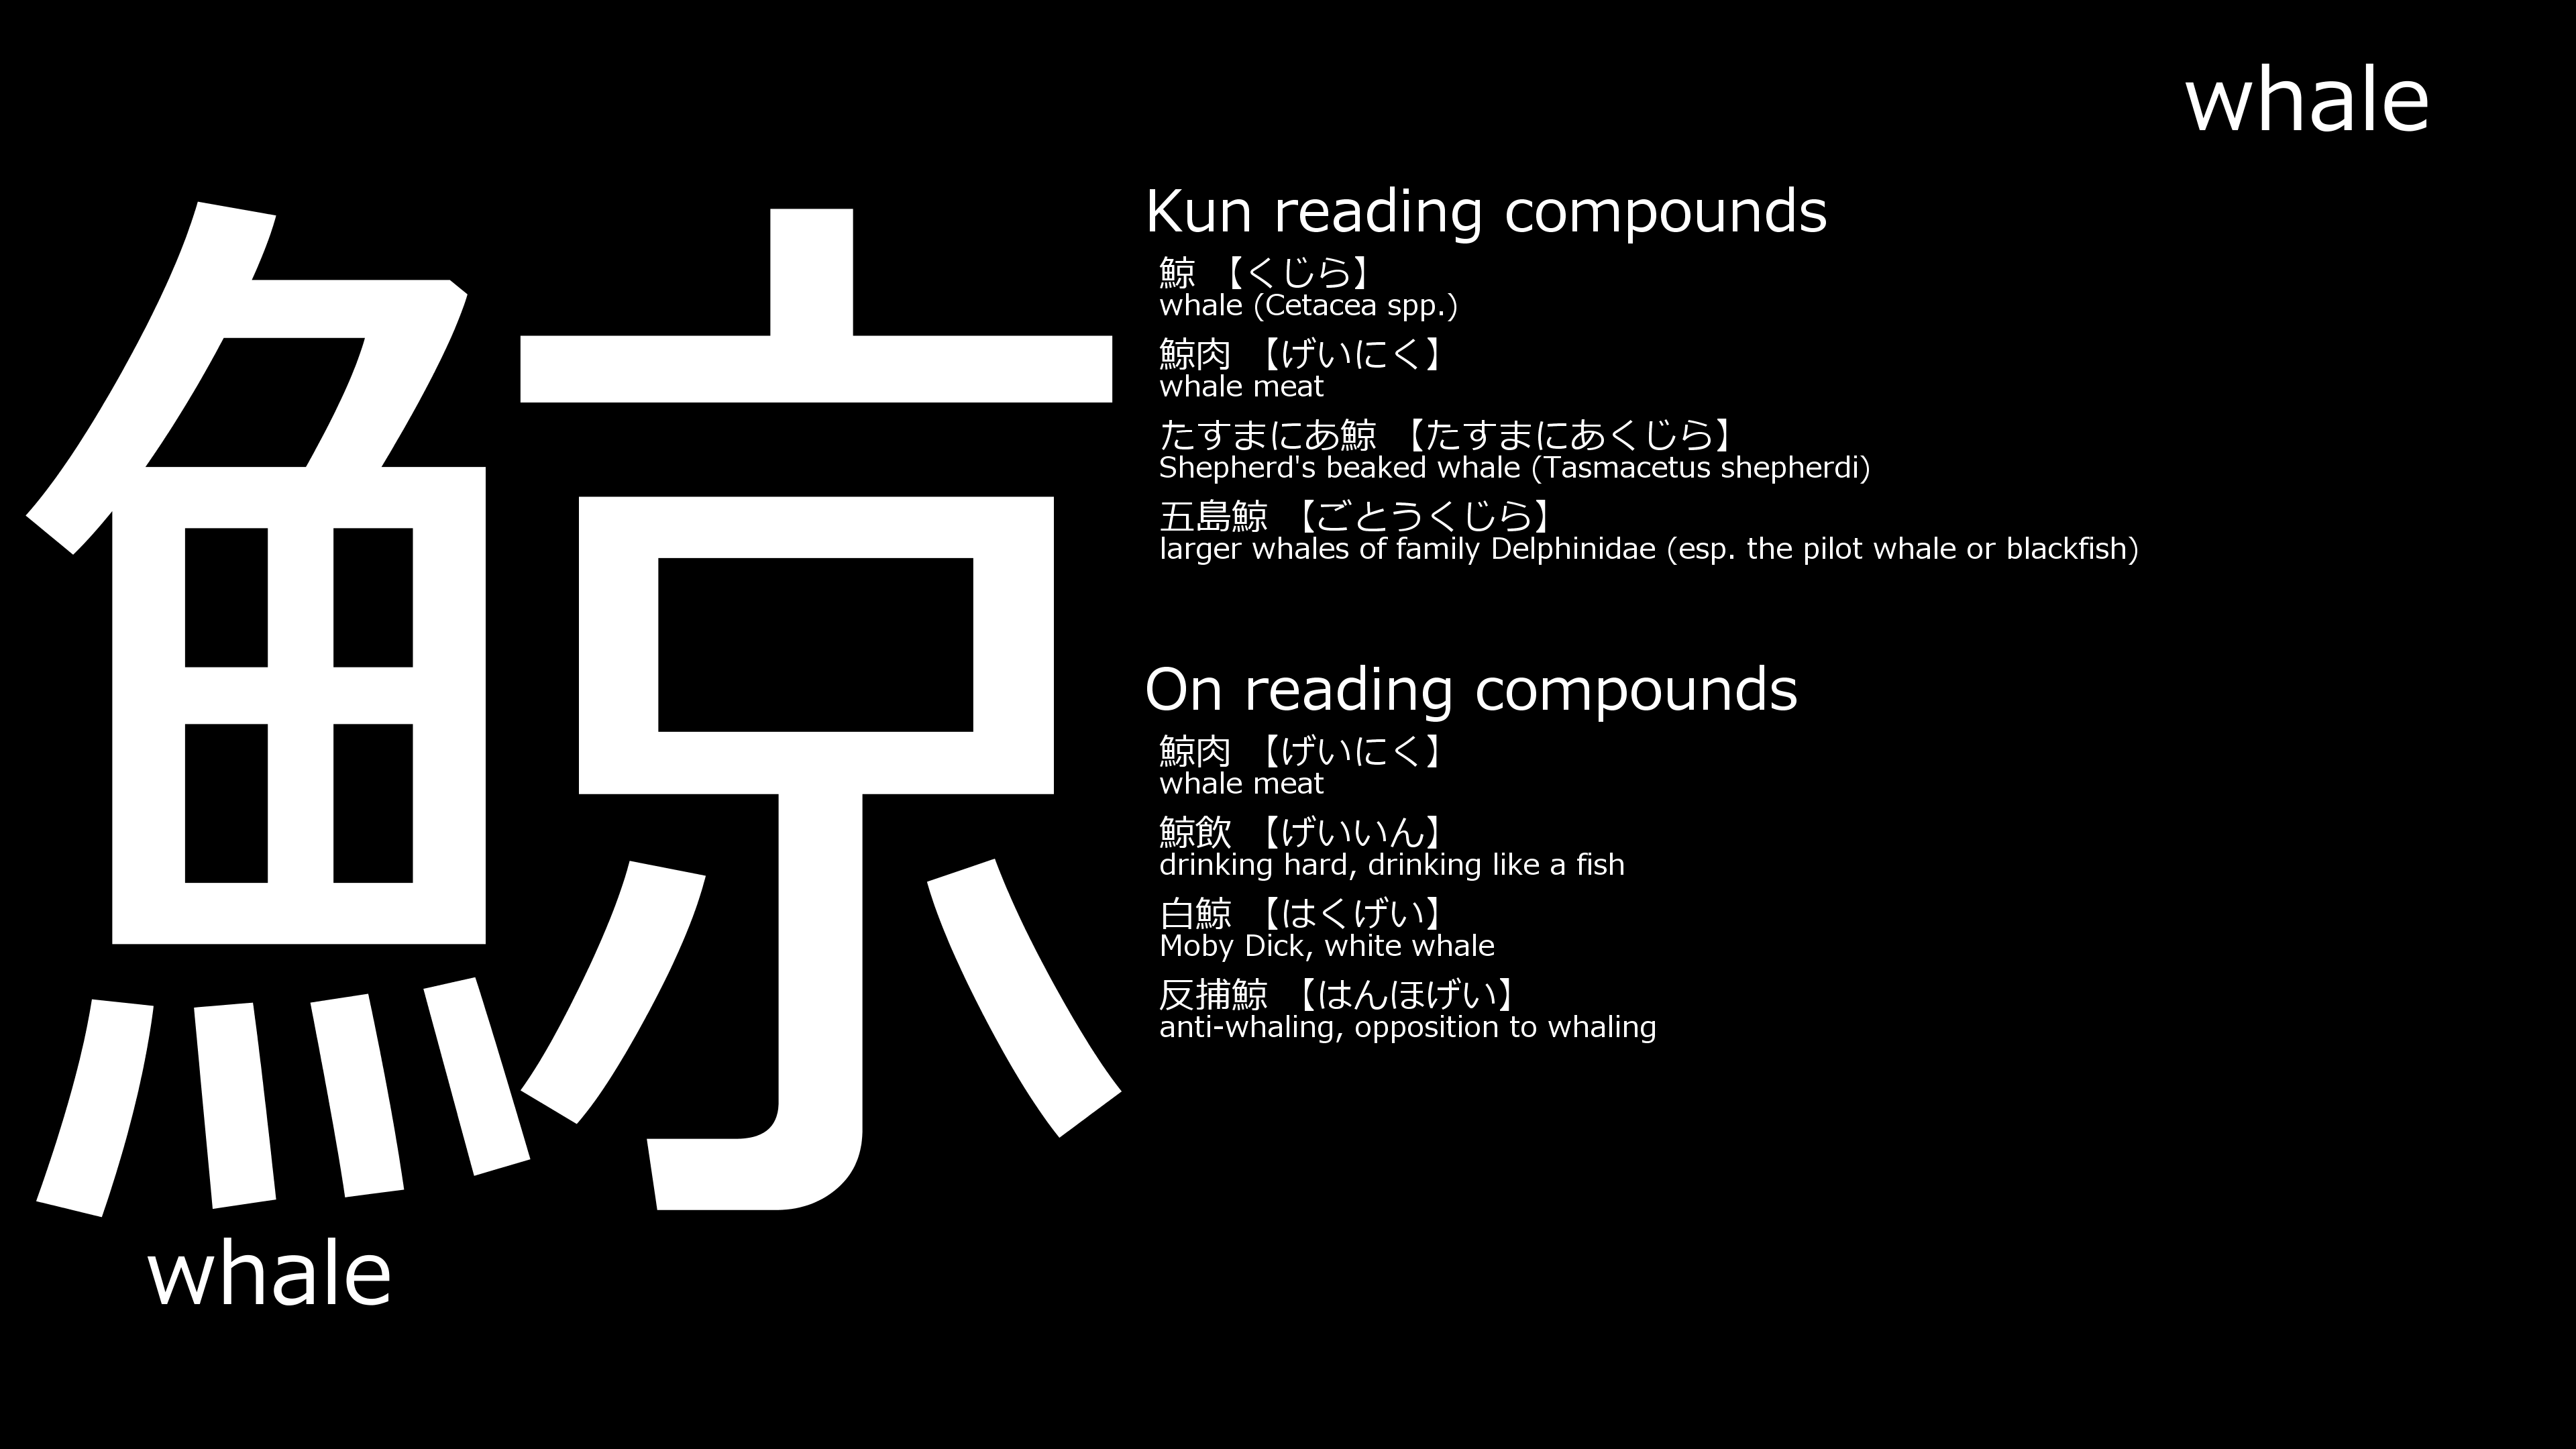 whale
鯨
whale
Kun reading compounds
鯨 【くじら】
whale (Cetacea spp.)
鯨肉 【げいにく】
whale meat
たすまにあ鯨 【たすまにあくじら】
Shepherd's beaked whale (Tasmacetus shepherdi)
五島鯨 【ごとうくじら】
larger whales of family Delphinidae (esp. the pilot whale or blackfish)
On reading compounds
鯨肉 【げいにく】
whale meat
鯨飲 【げいいん】
drinking hard, drinking like a fish
白鯨 【はくげい】
Moby Dick, white whale
反捕鯨 【はんほげい】
anti-whaling, opposition to whaling